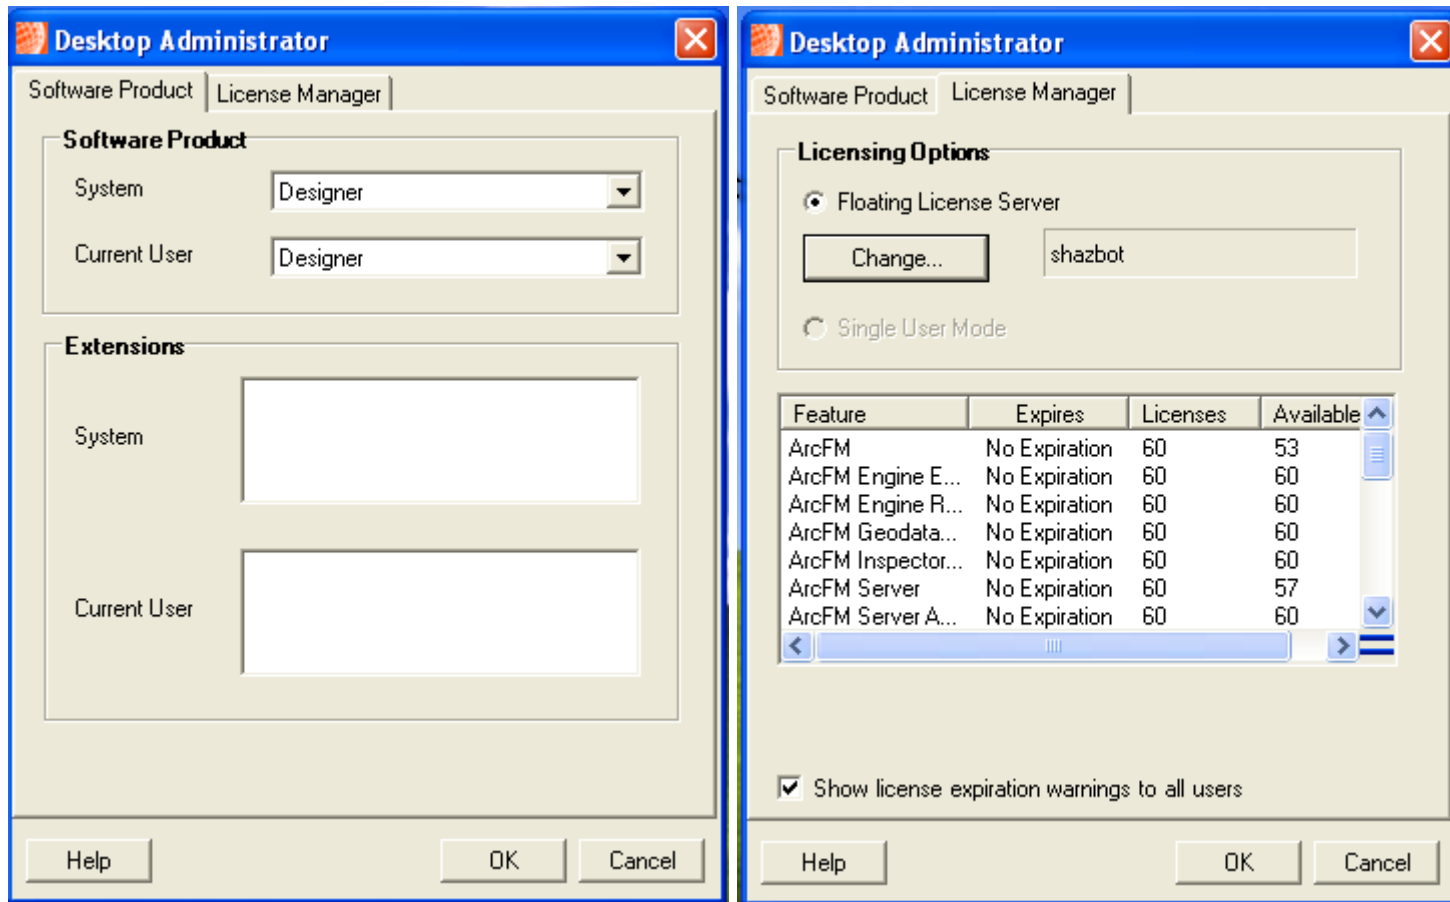 Desktop Administrator
Software Product License Manager
Software Product
System Designer
Current User Designer
Extensions
System
Current User
Help OK Cancel
Desktop Administrator
Software Product License Manager
Licensing Options
Floating License Server
Change... shazbot
Single User Mode
Feature Expires Licenses Available
ArcFM No Expiration 60 53
ArcFM Engine E... No Expiration 60 60
ArcFM Engine R... No Expiration 60 60
ArcFM Geodata... No Expiration 60 60
ArcFM Inspector... No Expiration 60 60
ArcFM Server No Expiration 60 57
ArcFM Server A... No Expiration 60 60
Show license expiration warnings to all users
Help OK Cancel